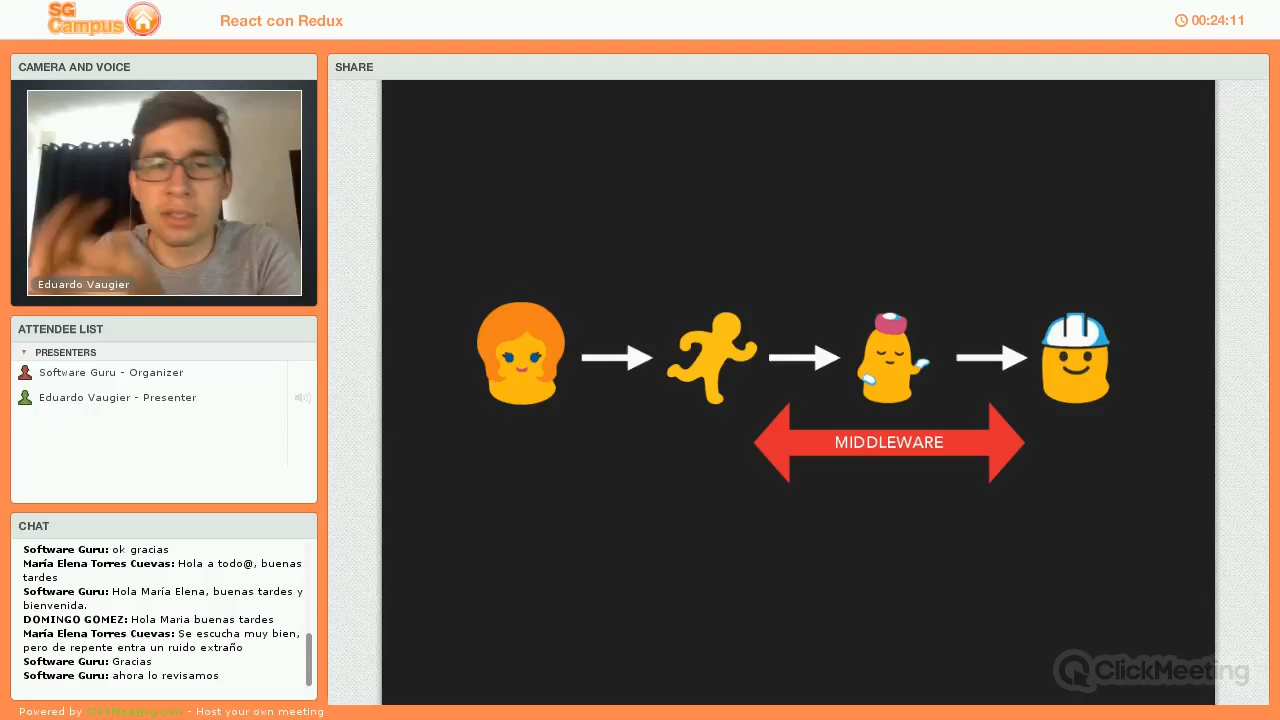 SG
Campus
React con Redux
00:24:11
CAMERA AND VOICE
Eduardo Vaugier
ATTENDEE LIST
PRESENTERS
Software Guru - Organizer
Eduardo Vaugier - Presenter
CHAT
Software Guru: ok gracias
María Elena Torres Cuevas: Hola a todo@, buenas
tardes
Software Guru: Hola María Elena, buenas tardes y
bienvenida.
DOMINGO GOMEZ: Hola Maria buenas tardes
María Elena Torres Cuevas: Se escucha muy bien,
pero de repente entra un ruido extraño
Software Guru: Gracias
Software Guru: ahora lo revisamos
Powered by ClickMeeting.com - Host your own meeting
SHARE
MIDDLEWARE
ClickMeeting